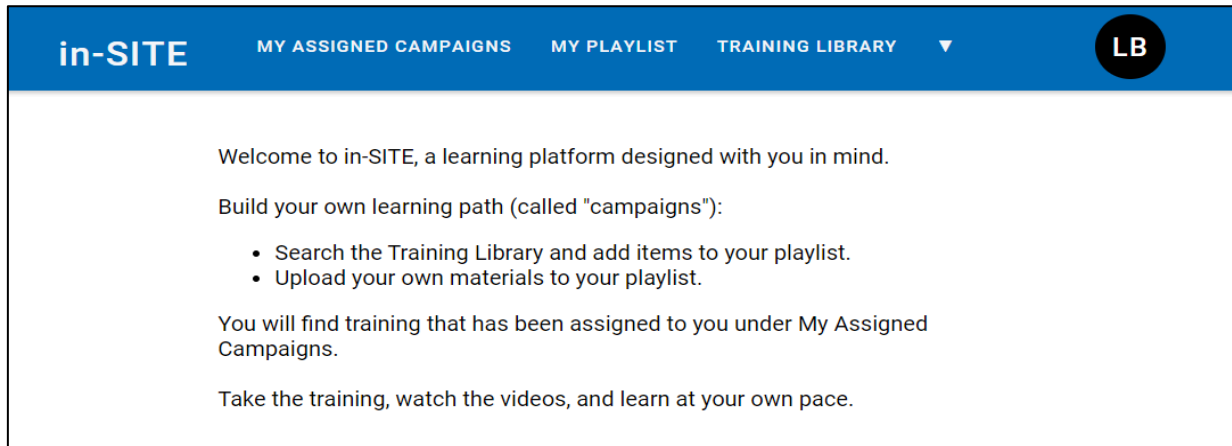 in-SITE MY ASSIGNED CAMPAIGNS MY PLAYLIST TRAINING LIBRARY ▼ LB
Welcome to in-SITE, a learning platform designed with you in mind.
Build your own learning path (called "campaigns"):
• Search the Training Library and add items to your playlist.
• Upload your own materials to your playlist.
You will find training that has been assigned to you under My Assigned
Campaigns.
Take the training, watch the videos, and learn at your own pace.